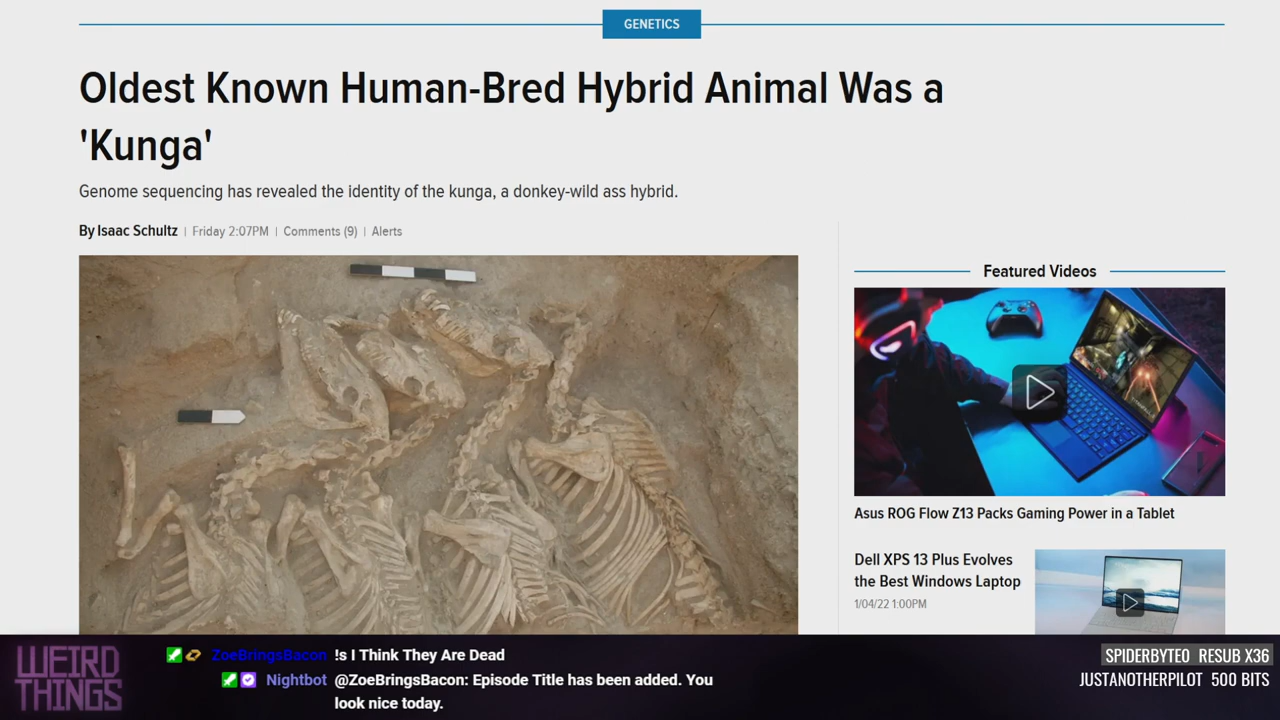 GENETICS
Oldest Known Human-Bred Hybrid Animal Was a
'Kunga'
Genome sequencing has revealed the identity of the kunga, a donkey-wild ass hybrid.
By Isaac Schultz | Friday 2:07PM | Comments (9) | Alerts
Featured Videos
Asus ROG Flow Z13 Packs Gaming Power in a Tablet
Dell XPS 13 Plus Evolves
the Best Windows Laptop
1/04/22 1:00PM
WEIRD
THINGS
ZoeBringsBacon !s I Think They Are Dead
Nightbot @ZoeBringsBacon: Episode Title has been added. You
look nice today.
SPIDERBYTE0 RESUB X36
JUSTANOTHERPILOT 500 BITS